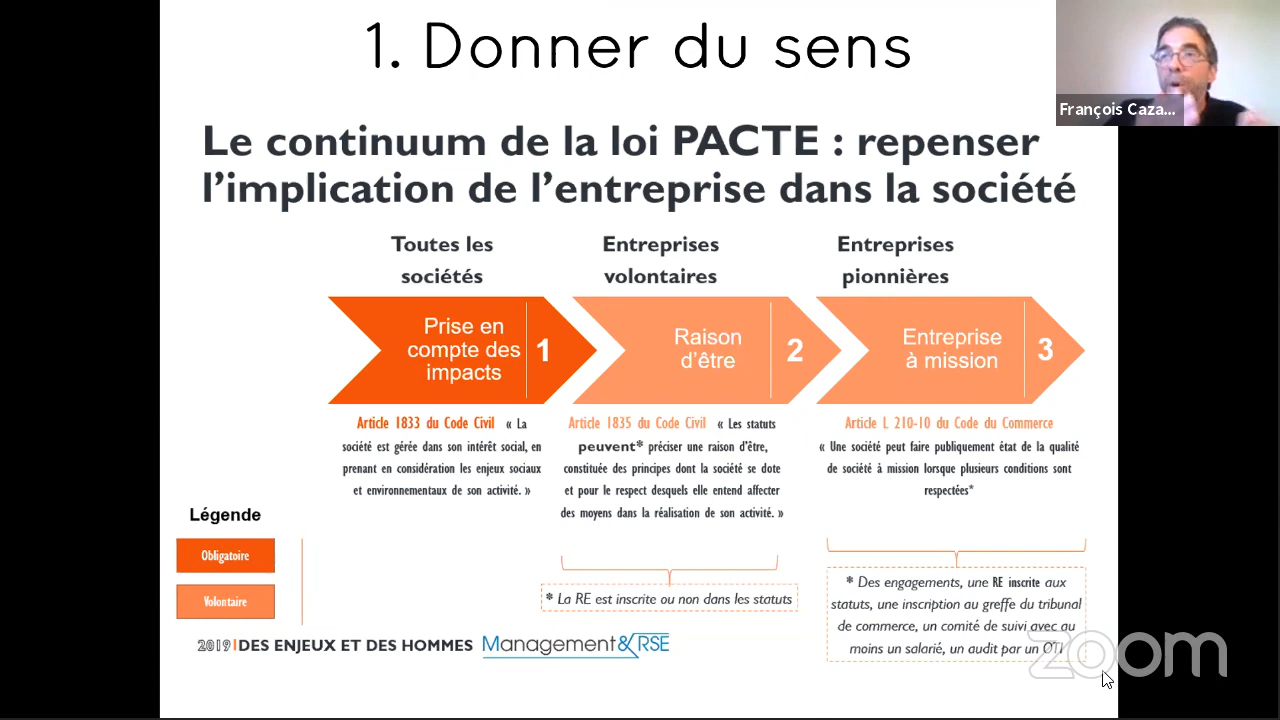 1. Donner du sens
François Caza...
Le continuum de la loi PACTE : repenser
l'implication de l'entreprise dans la société
Toutes les
sociétés
Entreprises
volontaires
Entreprises
pionnières
Prise en
compte des
impacts
1
Raison
d'être
2
Entreprise
à mission
3
Article 1833 du Code Civil « La
société est gérée dans son intérêt social, en
prenant en considération les enjeux sociaux
et environnementaux de son activité. »
Article 1835 du Code Civil « Les statuts
peuvent* préciser une raison d'être,
constituée des principes dont la société se dote
et pour le respect desquels elle entend affecter
des moyens dans la réalisation de son activité. »
Article L 210-10 du Code du Commerce
« Une société peut faire publiquement état de la qualité
de société à mission lorsque plusieurs conditions sont
respectées*
Légende
Obligatoire
Volontaire
* La RE est inscrite ou non dans les statuts
* Des engagements, une RE inscrite aux
statuts, une inscription au greffe du tribunal
de commerce, un comité de suivi avec au
moins un salarié, un audit par un OTI
2019 I DES ENJEUX ET DES HOMMES
Management&RSE
zoom